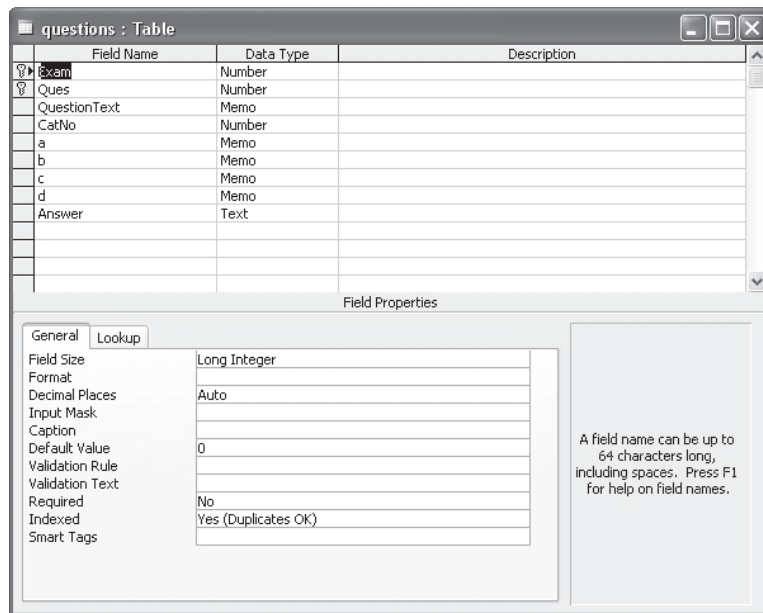 questions : Table
Field Name Data Type Description
Exam Number
Ques Number
QuestionText Memo
CatNo Number
a Memo
b Memo
c Memo
d Memo
Answer Text
Field Properties
General Lookup
Field Size Long Integer
Format
Decimal Places Auto
Input Mask
Caption
Default Value 0
Validation Rule
Validation Text
Required No
Indexed Yes (Duplicates OK)
Smart Tags
A field name can be up to
64 characters long,
including spaces. Press F1
for help on field names.